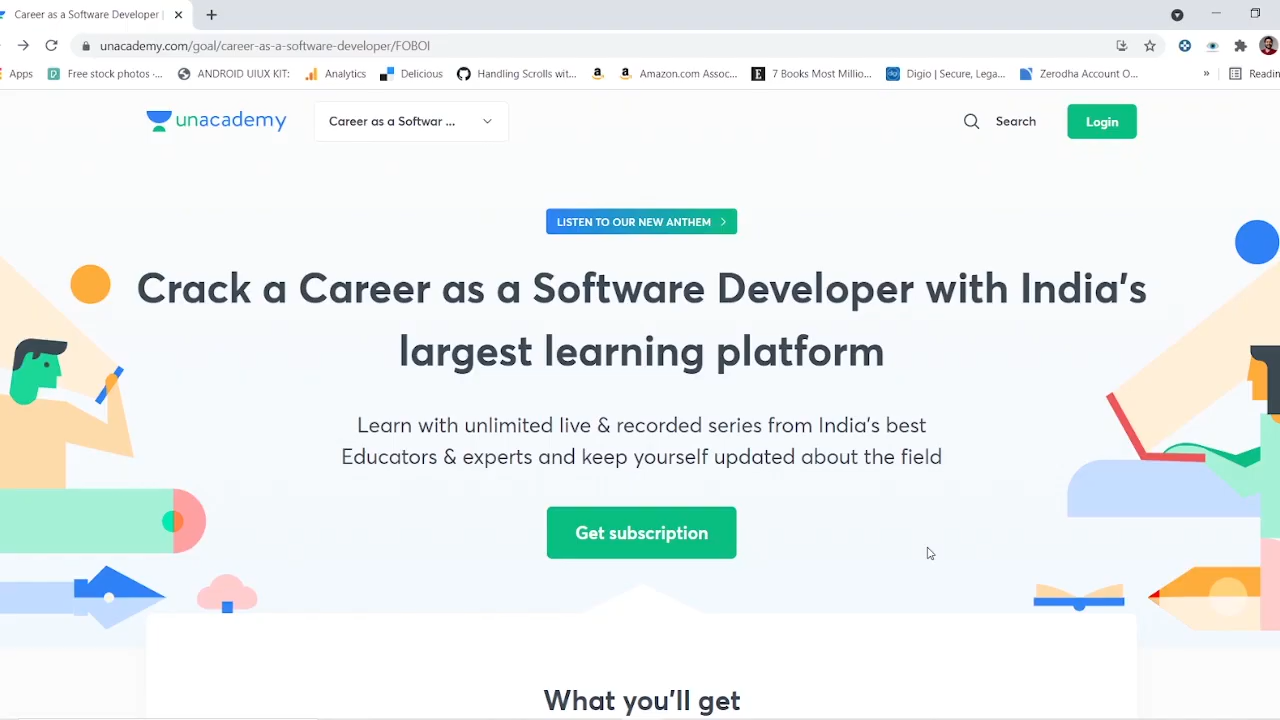 Career as a Software Developer |
unacademy.com/goal/career-as-a-software-developer/FOBOI
Apps
Free stock photos -...
ANDROID UIUX KIT:
Analytics
Delicious
Handling Scrolls wit...
Amazon.com Assoc...
7 Books Most Millio...
Digio | Secure, Lega...
Zerodha Account O...
»
Readin
unacademy
Career as a Softwar ...
Search
Login
LISTEN TO OUR NEW ANTHEM
Crack a Career as a Software Developer with India's
largest learning platform
Learn with unlimited live & recorded series from India's best
Educators & experts and keep yourself updated about the field
Get subscription
What you'll get